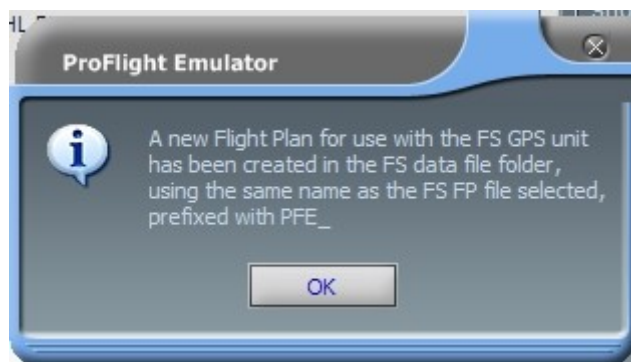 ProFlight Emulator
A new Flight Plan for use with the FS GPS unit
has been created in the FS data file folder,
using the same name as the FS FP file selected,
prefixed with PFE_
OK